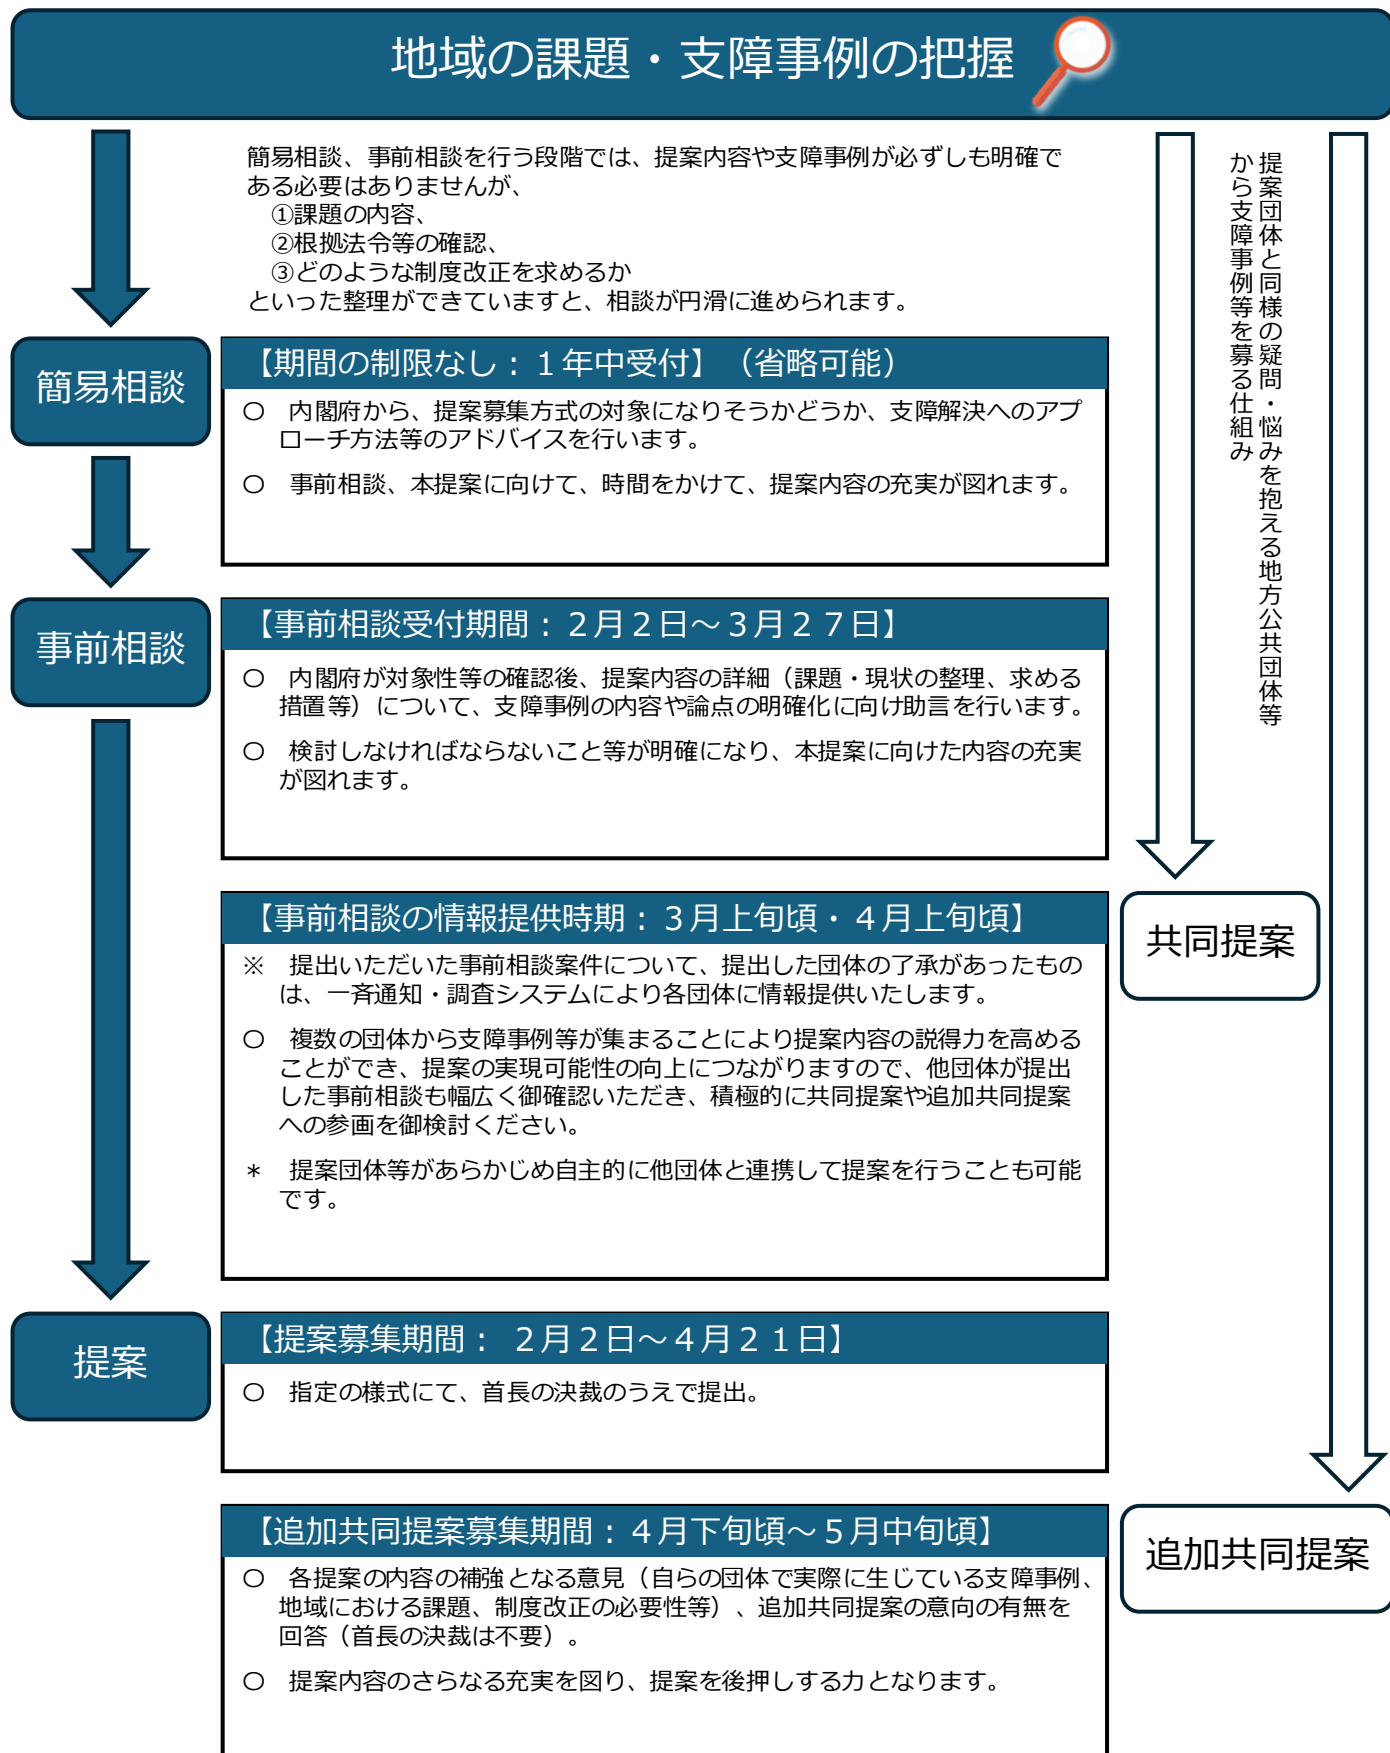 地域の課題・支障事例の把握
簡易相談、事前相談を行う段階では、提案内容や支障事例が必ずしも明確で
ある必要はありませんが、
①課題の内容、
②根拠法令等の確認、
③どのような制度改正を求めるか
といった整理ができていますと、相談が円滑に進められます。
提案団体と同様の疑問・悩みを抱える地方公共団体等
から支障事例等を募る仕組み
簡易相談
【期間の制限なし：１年中受付】（省略可能）
○　内閣府から、提案募集方式の対象になりそうかどうか、支障解決へのアプ
ローチ方法等のアドバイスを行います。
○　事前相談、本提案に向けて、時間をかけて、提案内容の充実が図れます。
事前相談
【事前相談受付期間：２月２日～３月２７日】
○　内閣府が対象性等の確認後、提案内容の詳細（課題・現状の整理、求める
措置等）について、支障事例の内容や論点の明確化に向け助言を行います。
○　検討しなければならないこと等が明確になり、本提案に向けた内容の充実
が図れます。
【事前相談の情報提供時期：３月上旬頃・４月上旬頃】
※　提出いただいた事前相談案件について、提出した団体の了承があったもの
は、一斉通知・調査システムにより各団体に情報提供いたします。
○　複数の団体から支障事例等が集まることにより提案内容の説得力を高める
ことができ、提案の実現可能性の向上につながりますので、他団体が提出
した事前相談も幅広く御確認いただき、積極的に共同提案や追加共同提案
への参画を御検討ください。
＊　提案団体等があらかじめ自主的に他団体と連携して提案を行うことも可能
です。
共同提案
提案
【提案募集期間： ２月２日～４月２１日】
○　指定の様式にて、首長の決裁のうえで提出。
【追加共同提案募集期間：４月下旬頃～５月中旬頃】
○　各提案の内容の補強となる意見（自らの団体で実際に生じている支障事例、
地域における課題、制度改正の必要性等）、追加共同提案の意向の有無を
回答（首長の決裁は不要）。
○　提案内容のさらなる充実を図り、提案を後押しする力となります。
追加共同提案